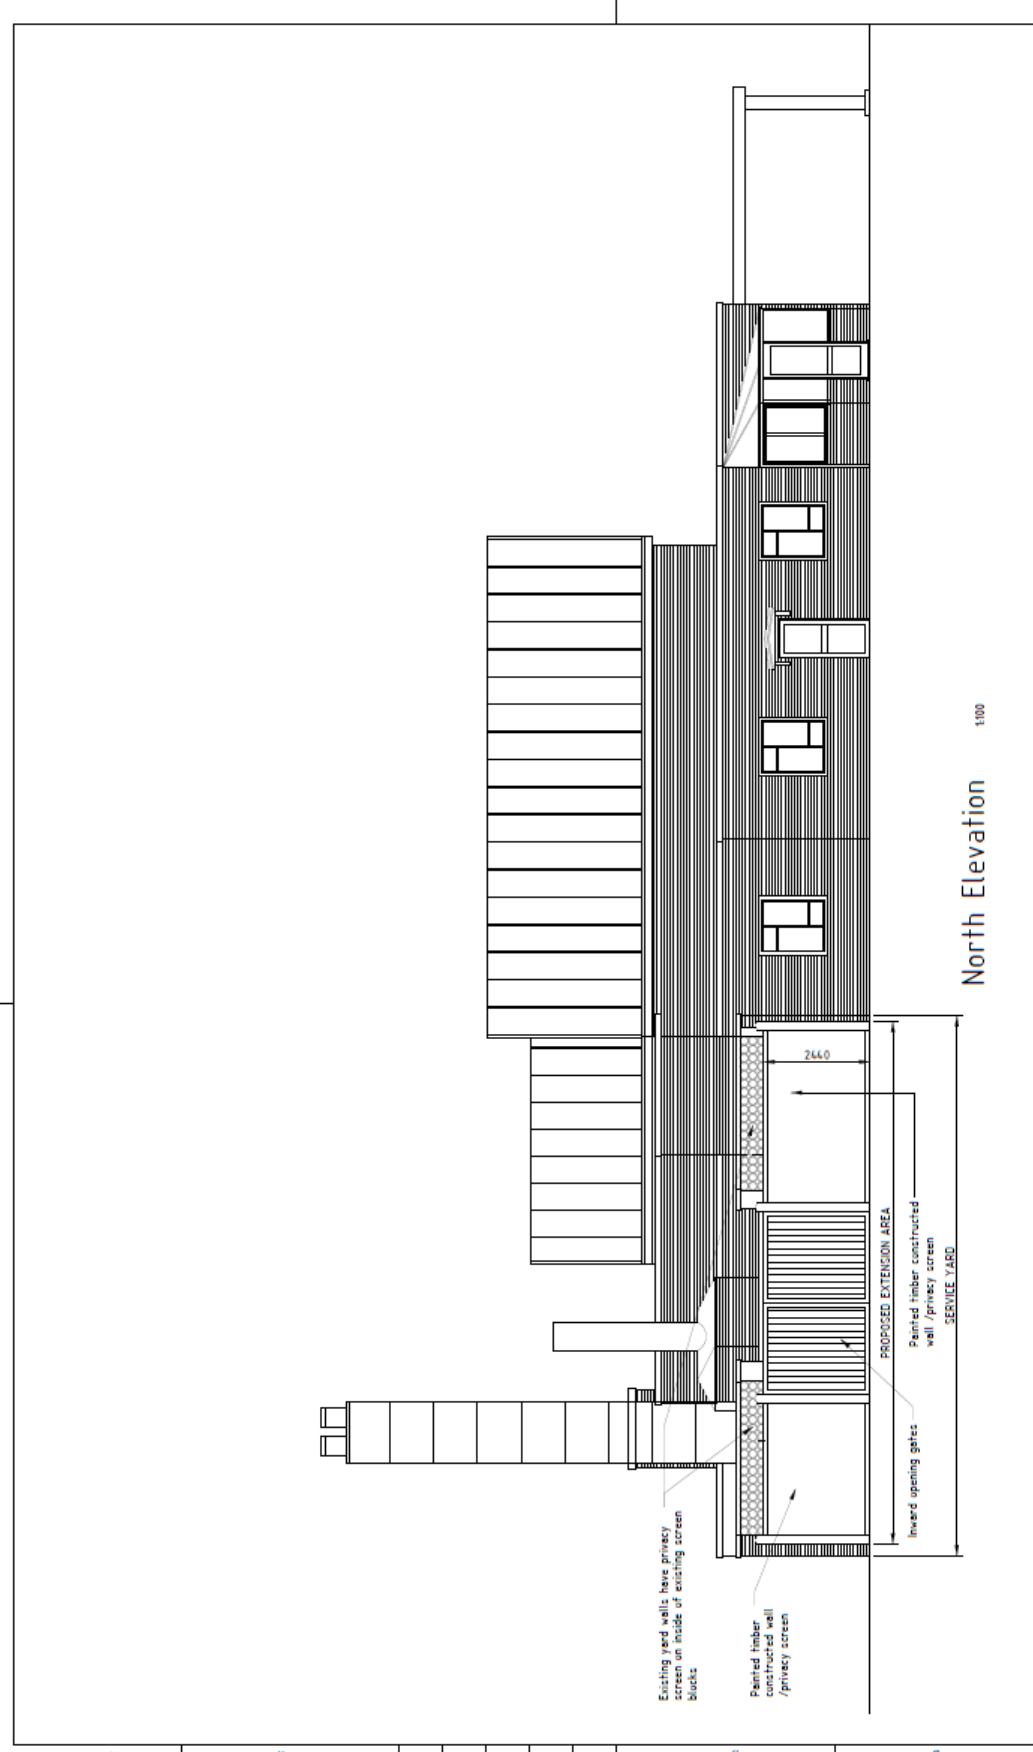 Existing yard walls have privacy
screen on inside of existing screen
blocks
Painted timber
constructed wall
/privacy screen
2440
Inward opening gates
PROPOSED EXTENSION AREA
Painted timber constructed
wall /privacy screen
SERVICE YARD
North Elevation
1:100